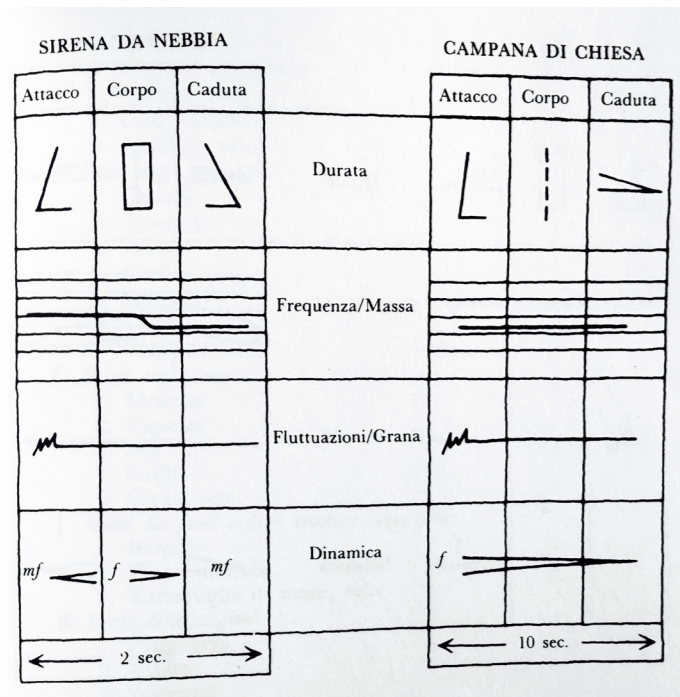 SIRENA DA NEBBIA
Attacco Corpo Caduta
CAMPANA DI CHIESA
Attacco Corpo Caduta
Durata
Frequenza/Massa
Fluttuazioni/Grana
Dinamica
mf f mf
f
2 sec.
10 sec.